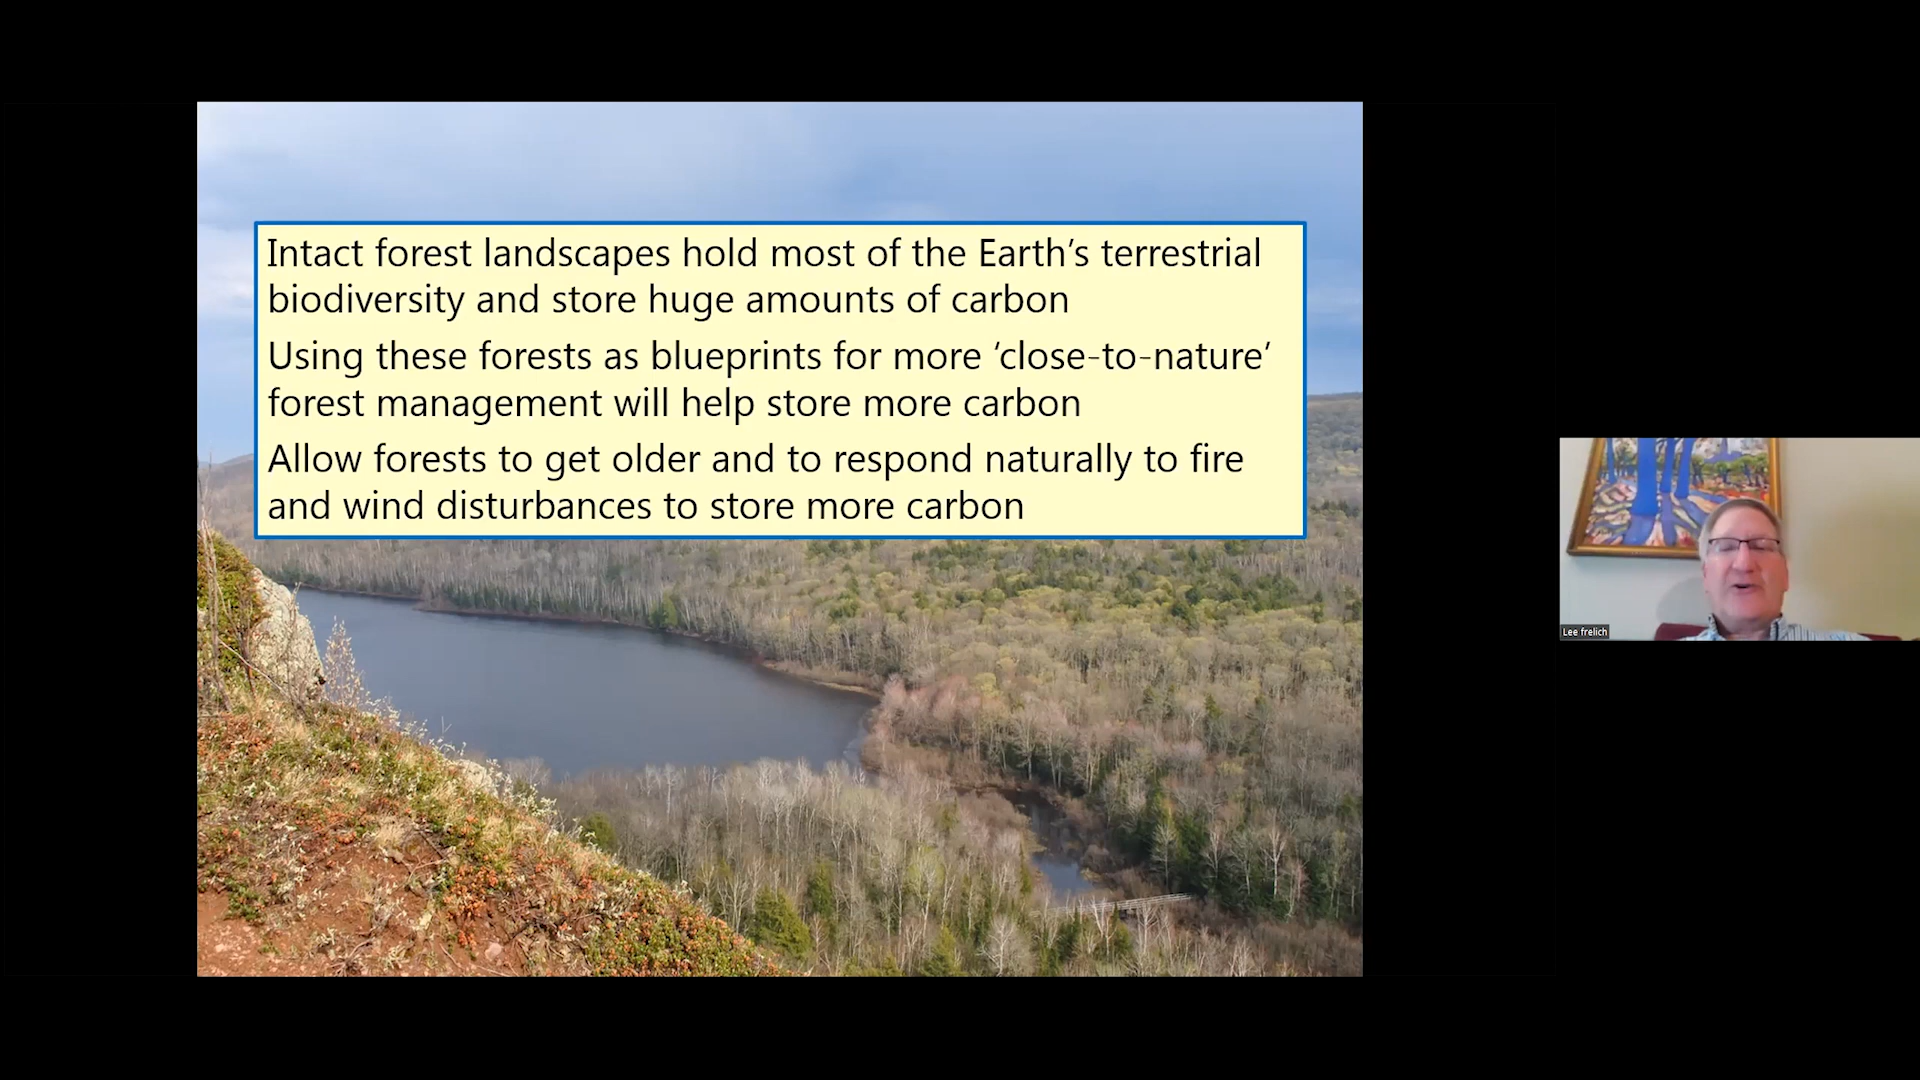 Intact forest landscapes hold most of the Earth’s terrestrial
biodiversity and store huge amounts of carbon
Using these forests as blueprints for more ‘close-to-nature’
forest management will help store more carbon
Allow forests to get older and to respond naturally to fire
and wind disturbances to store more carbon
Lee frelich